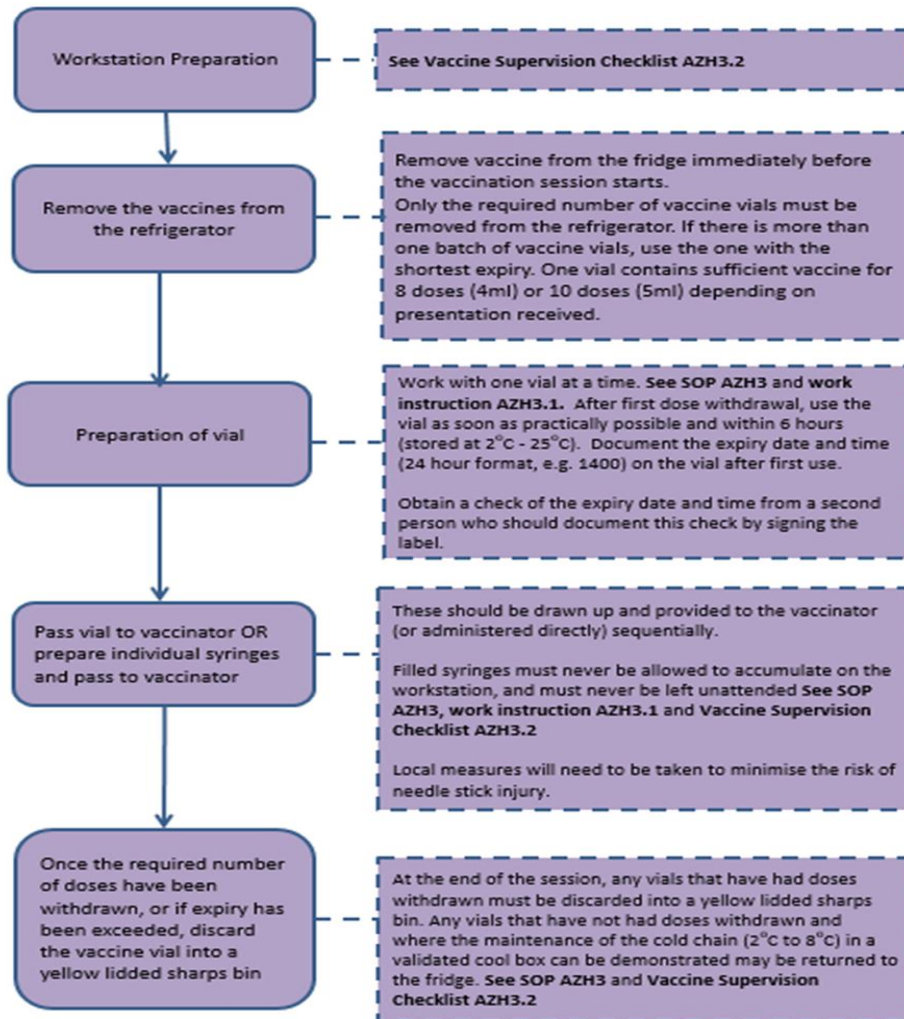 Workstation Preparation
See Vaccine Supervision Checklist AZH3.2
Remove the vaccines from
the refrigerator
Remove vaccine from the fridge immediately before
the vaccination session starts.
Only the required number of vaccine vials must be
removed from the refrigerator. If there is more than
one batch of vaccine vials, use the one with the
shortest expiry. One vial contains sufficient vaccine for
8 doses (4ml) or 10 doses (5ml) depending on
presentation received.
Preparation of vial
Work with one vial at a time. See SOP AZH3 and work
instruction AZH3.1. After first dose withdrawal, use the
vial as soon as practically possible and within 6 hours
(stored at 2°C - 25°C). Document the expiry date and time
(24 hour format, e.g. 1400) on the vial after first use.
Obtain a check of the expiry date and time from a second
person who should document this check by signing the
label.
Pass vial to vaccinator OR
prepare individual syringes
and pass to vaccinator
These should be drawn up and provided to the vaccinator
(or administered directly) sequentially.
Filled syringes must never be allowed to accumulate on the
workstation, and must never be left unattended See SOP
AZH3, work instruction AZH3.1 and Vaccine Supervision
Checklist AZH3.2
Local measures will need to be taken to minimise the risk of
needle stick injury.
Once the required number
of doses have been
withdrawn, or if expiry has
been exceeded, discard
the vaccine vial into a
yellow lidded sharps bin
At the end of the session, any vials that have had doses
withdrawn must be discarded into a yellow lidded sharps
bin. Any vials that have not had doses withdrawn and
where the maintenance of the cold chain (2°C to 8°C) in a
validated cool box can be demonstrated may be returned to
the fridge. See SOP AZH3 and Vaccine Supervision
Checklist AZH3.2